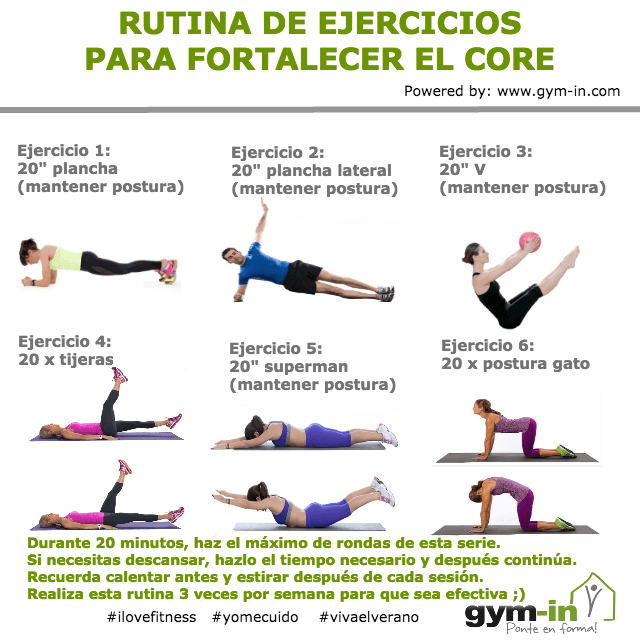 RUTINA DE EJERCICIOS
PARA FORTALECER EL CORE
Powered by: www.gym-in.com
Ejercicio 1:
20" plancha
(mantener postura)
Ejercicio 2:
20" plancha lateral
(mantener postura)
Ejercicio 3:
20" V
(mantener postura)
Ejercicio 4:
20 x tijeras
Ejercicio 5:
20" superman
(mantener postura)
Ejercicio 6:
20 x postura gato
Durante 20 minutos, haz el máximo de rondas de esta serie.
Si necesitas descansar, hazlo el tiempo necesario y después continúa.
Recuerda calentar antes y estirar después de cada sesión.
Realiza esta rutina 3 veces por semana para que sea efectiva ;)
#ilovefitness #yomecuido #vivaelverano
gym-in
Ponte en forma!